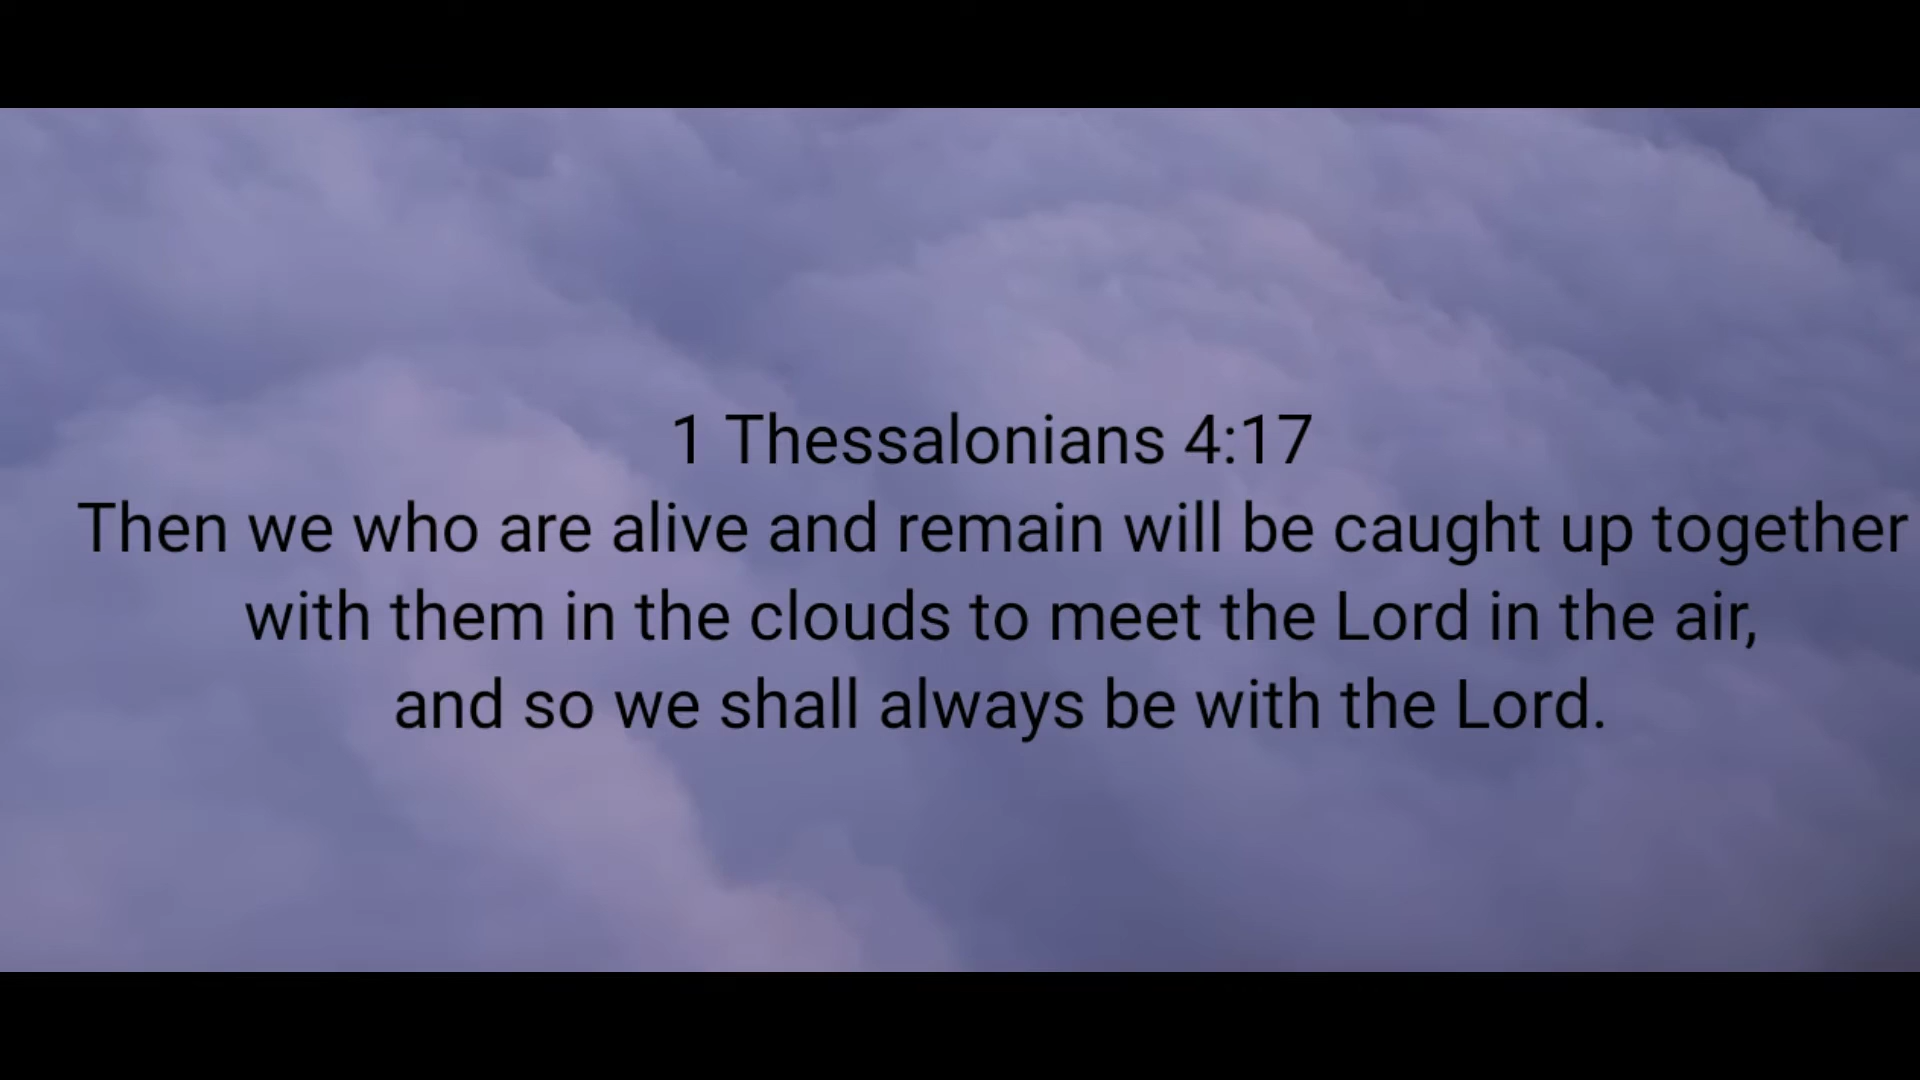 1 Thessalonians 4:17
Then we who are alive and remain will be caught up together
with them in the clouds to meet the Lord in the air,
and so we shall always be with the Lord.